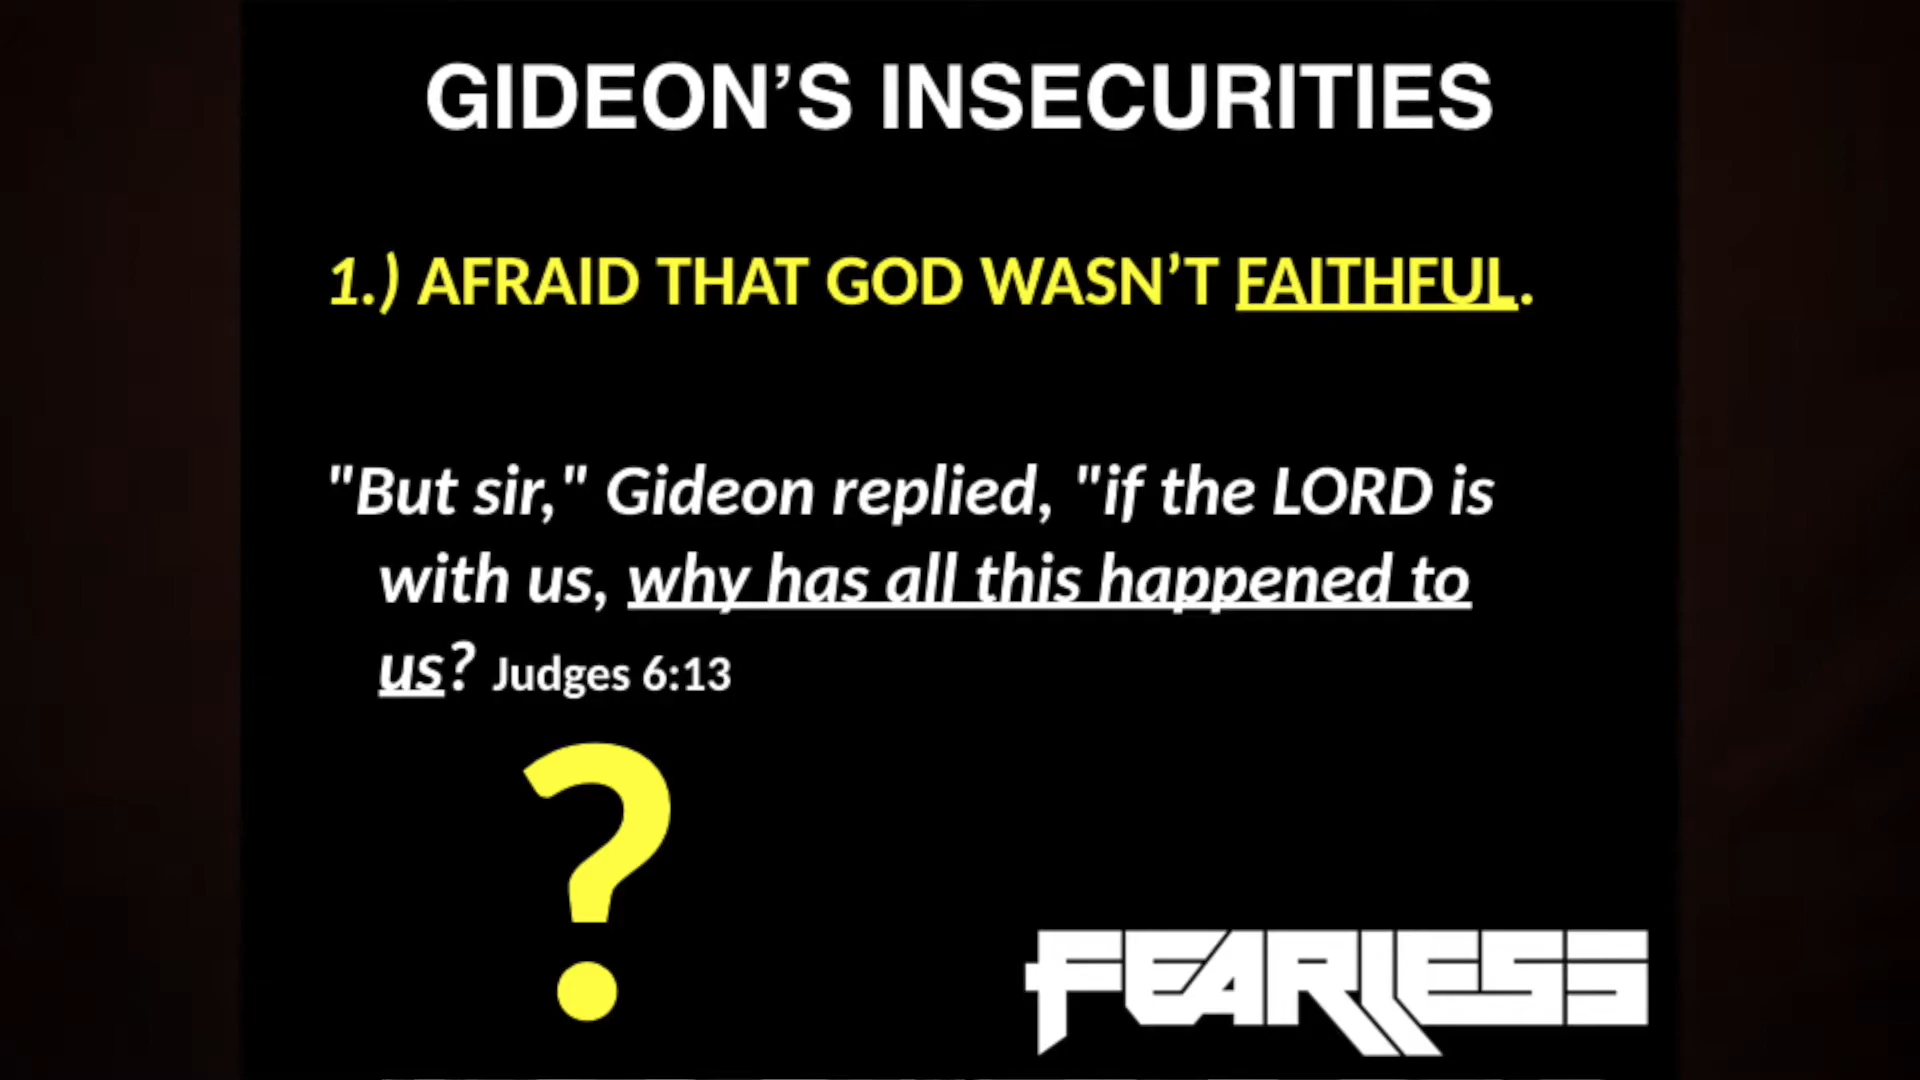 GIDEON’S INSECURITIES
1.) AFRAID THAT GOD WASN’T FAITHFUL.
"But sir," Gideon replied, "if the LORD is
with us, why has all this happened to
us? Judges 6:13
?
FEARLESS